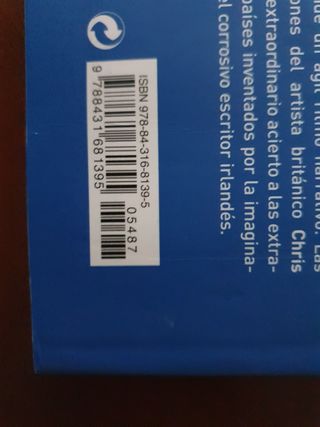 un ágil ritmo narrativo. Las
ones del artista británico Chris
extraordinario acierto a las extra-
países inventados por la imagina-
el corrosivo escritor irlandés.
ISBN 978-84-316-8139-5
05487
9 788431 681395